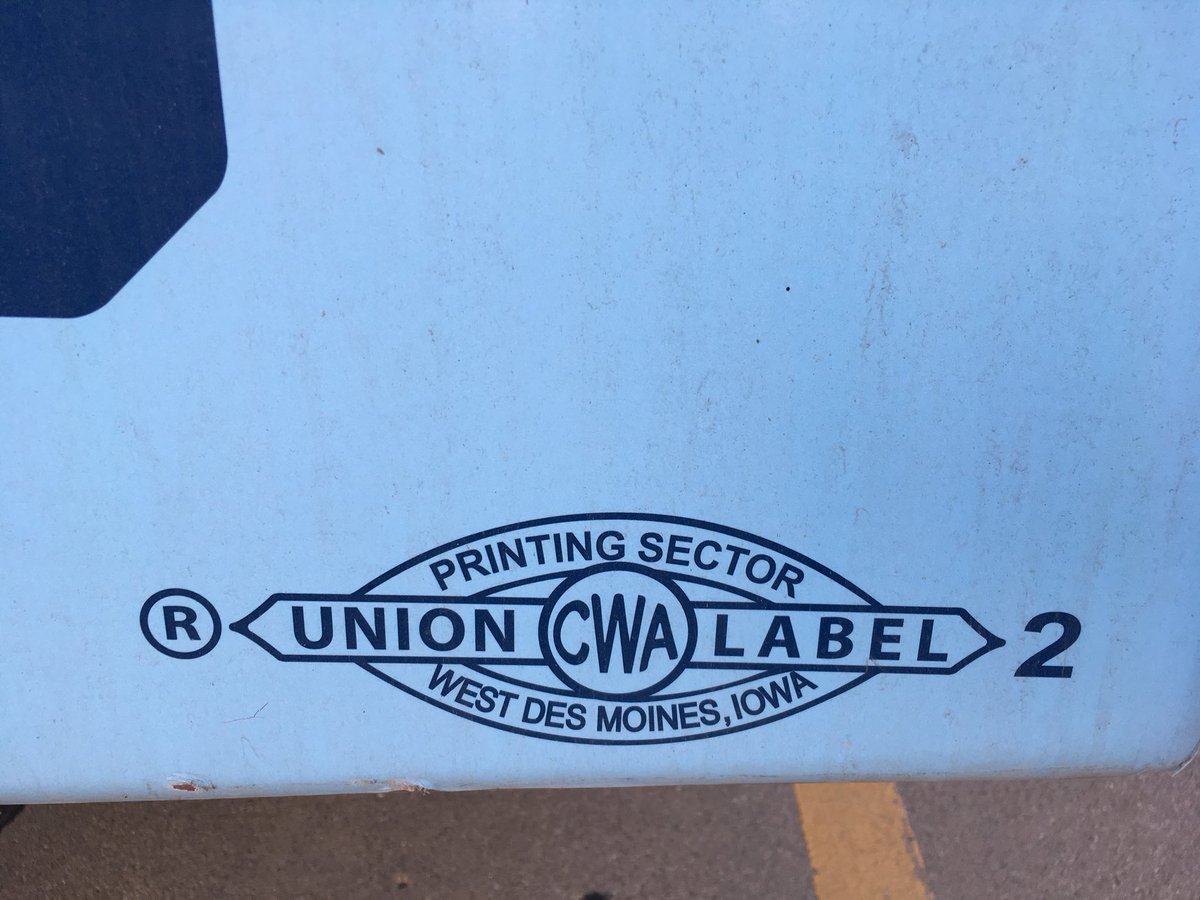 PRINTING SECTOR
® UNION CWA LABEL 2
WEST DES MOINES, IOWA